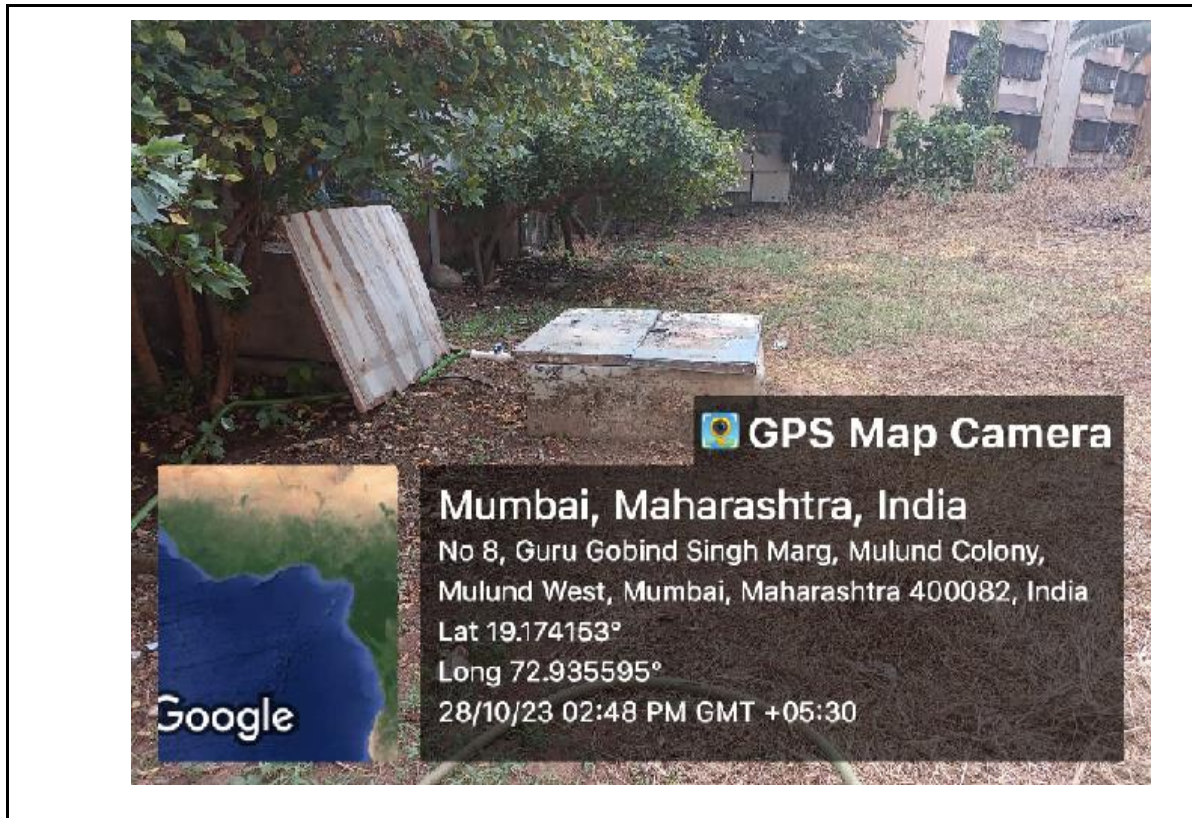 GPS Map Camera
Mumbai, Maharashtra, India
No 8, Guru Gobind Singh Marg, Mulund Colony,
Mulund West, Mumbai, Maharashtra 400082, India
Lat 19.174153°
Long 72.935595°
28/10/23 02:48 PM GMT +05:30
Google